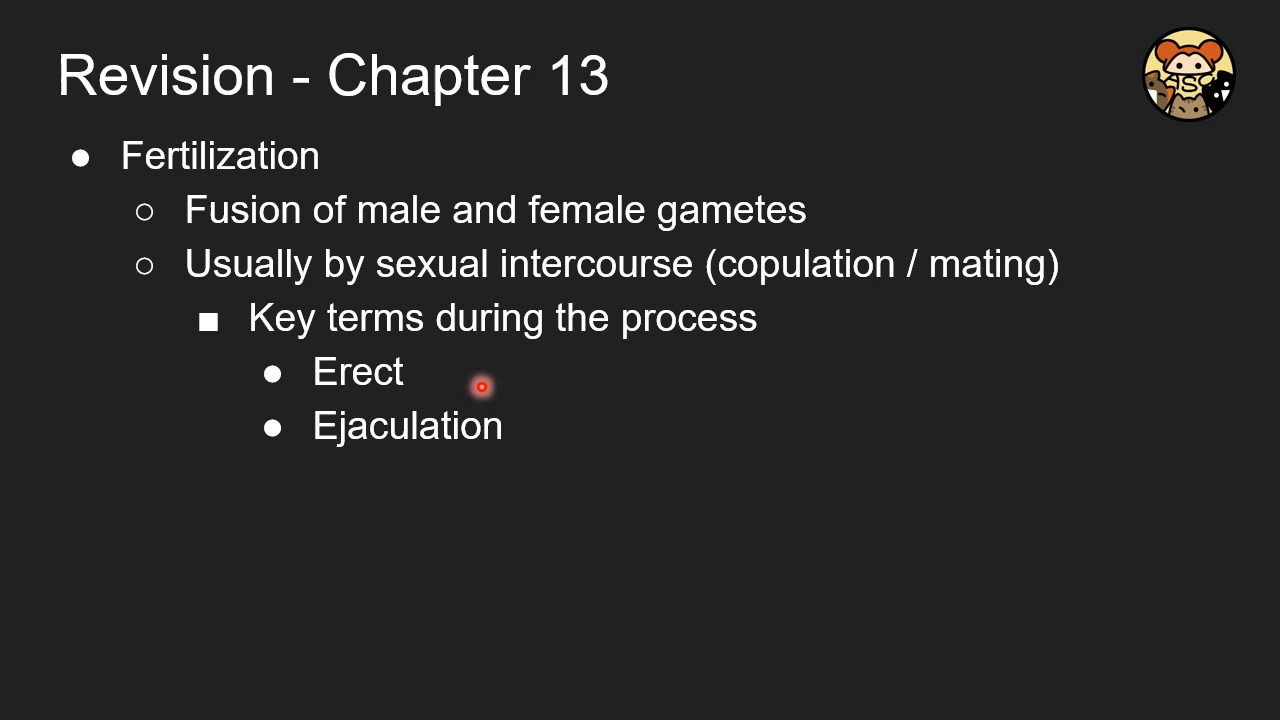 Revision - Chapter 13
● Fertilization
○ Fusion of male and female gametes
○ Usually by sexual intercourse (copulation / mating)
■ Key terms during the process
● Erect
● Ejaculation
S